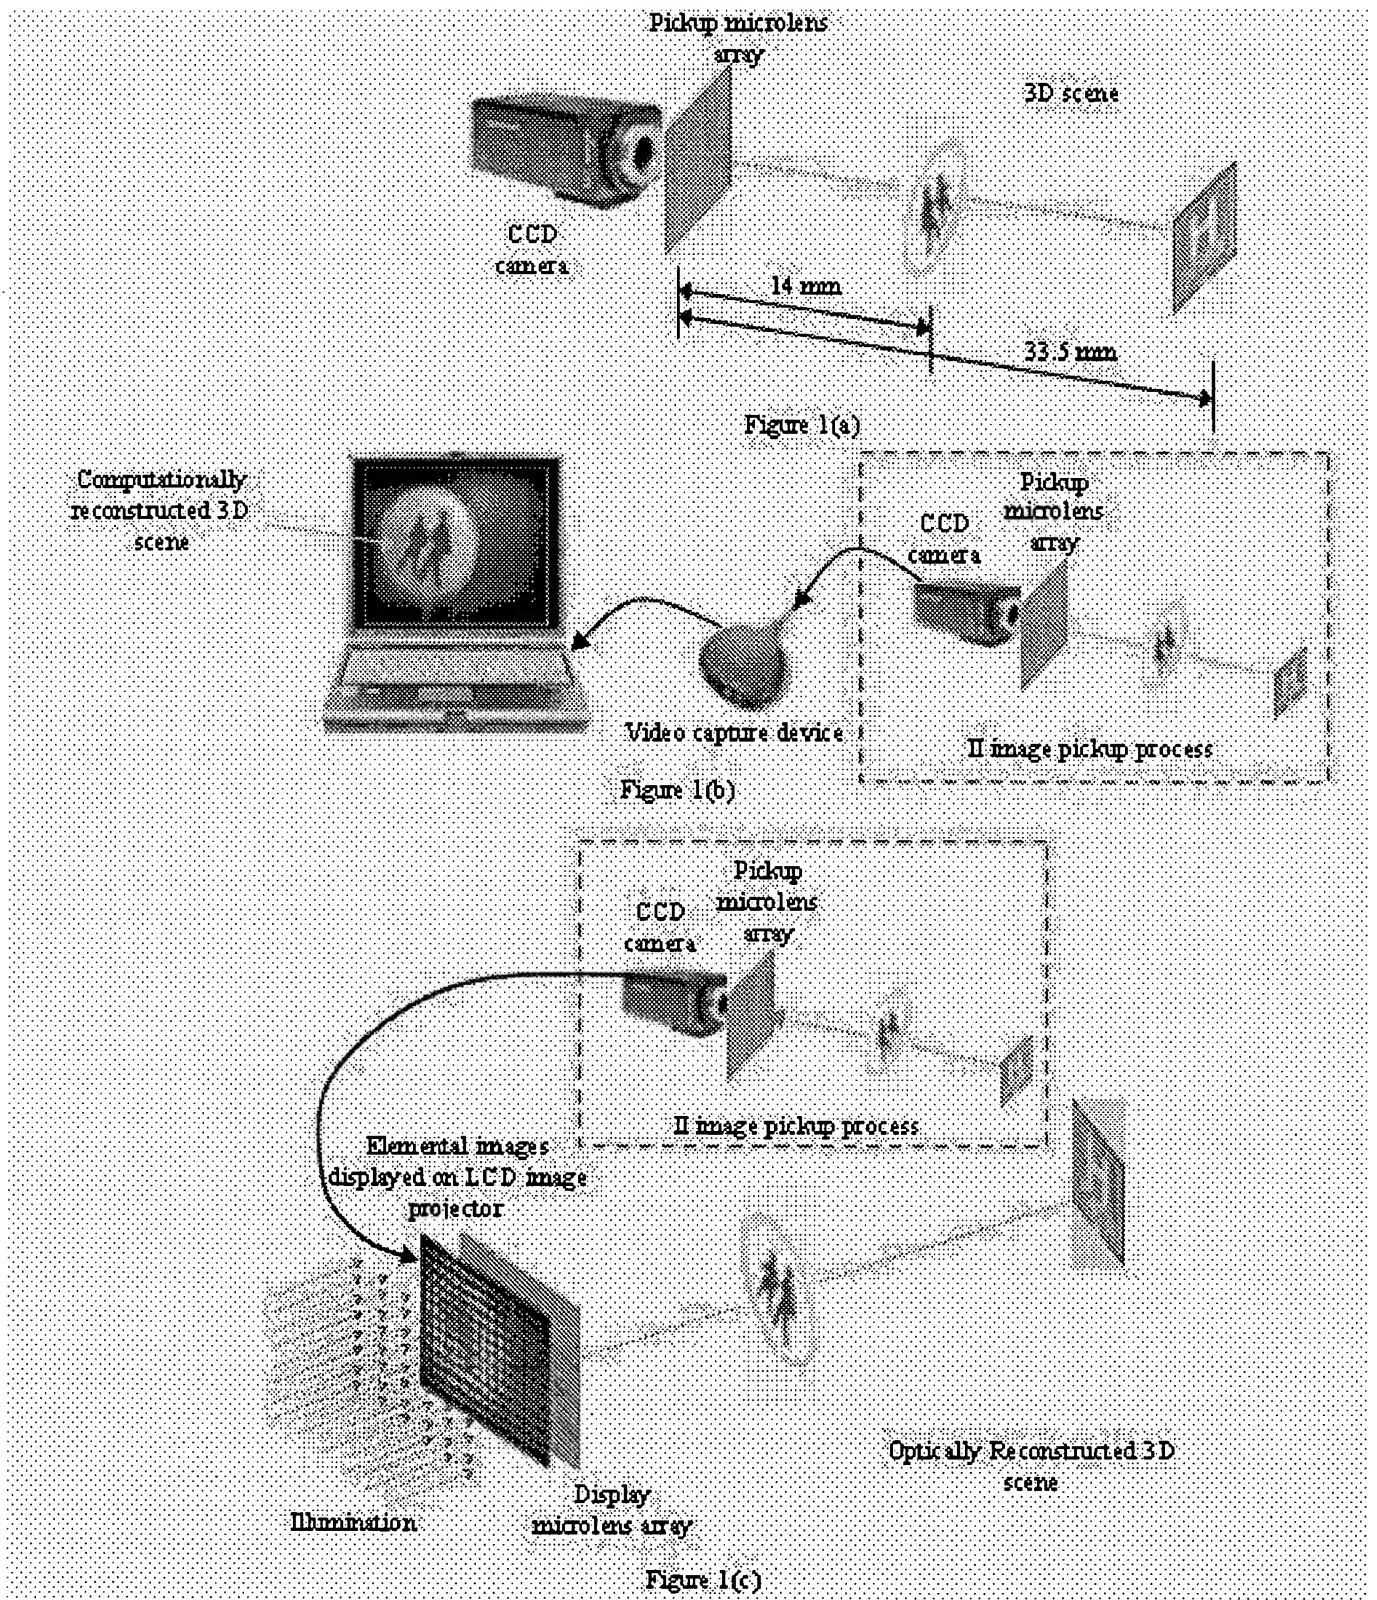 Pickup microlens
array
3D scene
CCD
camera
14 mm
33.5 mm
Figure 1(a)
Computationally
reconstructed 3D
scene
Pickup
microlens
array
CCD
camera
Video capture device
II image pickup process
Figure 1(b)
Pickup
microlens
array
CCD
camera
II image pickup process
Elemental images
displayed on LCD image
projector
Optically Reconstructed 3D
scene
Display
microlens array
Illumination
Figure 1(c)